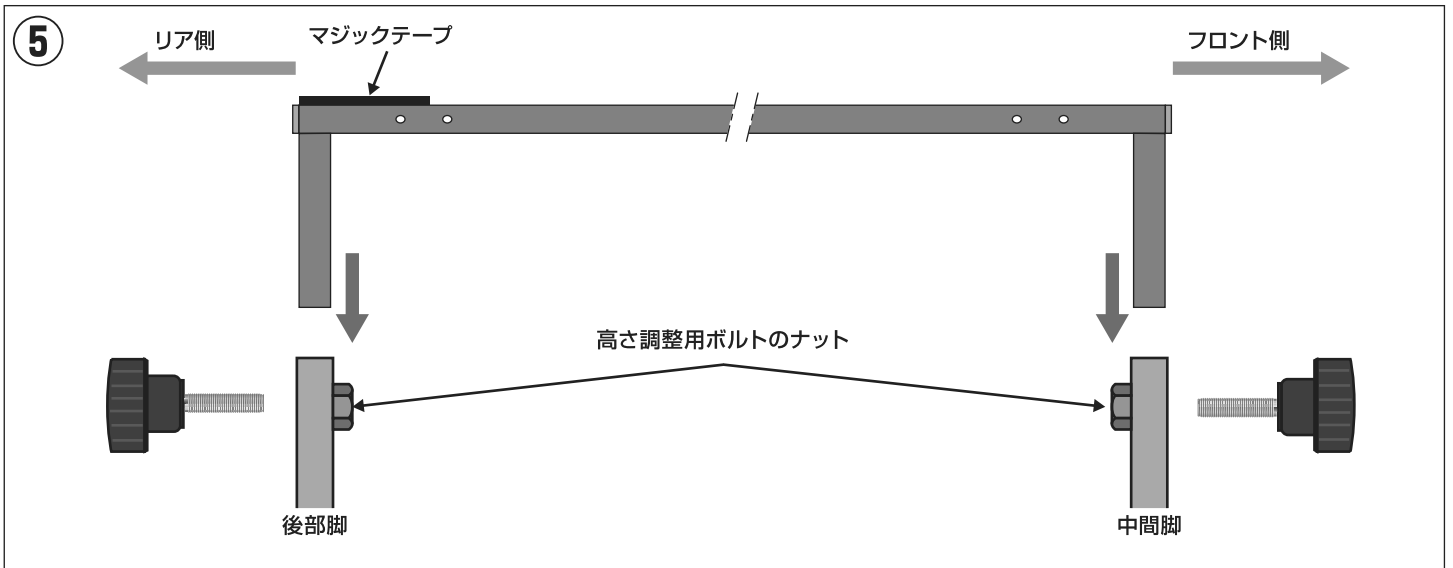 ⑤
リア側
マジックテープ
フロント側
高さ調整用ボルトのナット
後部脚
中間脚